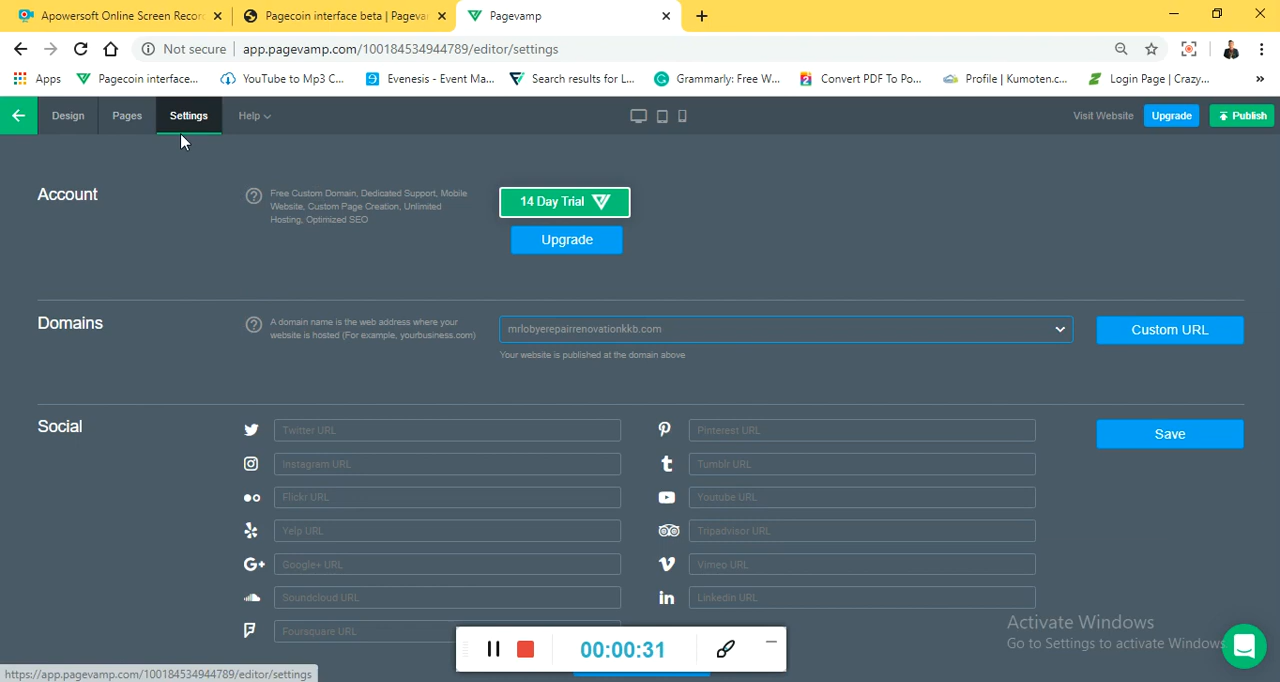 Apowersoft Online Screen Recor
Pagecoin interface beta | Pageva
Pagevamp
Not secure
app.pagevamp.com/100184534944789/editor/settings
Apps
Pagecoin interface...
YouTube to Mp3 C...
Evenesis - Event Ma...
Search results for L...
Grammarly: Free W...
Convert PDF To Po...
Profile | Kumoten.c...
Login Page | Crazy...
»
Design
Pages
Settings
Help
Visit Website
Upgrade
Publish
Account
Free Custom Domain, Dedicated Support, Mobile
Website, Custom Page Creation, Unlimited
Hosting, Optimized SEO
14 Day Trial
Upgrade
Domains
A domain name is the web address where your
website is hosted (For example, yourbusiness.com)
mrlobyerepairrenovationkkb.com
Your website is published at the domain above
Custom URL
Social
Twitter URL
Pinterest URL
Save
Instagram URL
Tumblr URL
Flickr URL
Youtube URL
Yelp URL
Tripadvisor URL
Google+ URL
Vimeo URL
Soundcloud URL
Linkedin URL
Foursquare URL
00:00:31
Activate Windows
Go to Settings to activate Windows.
https://app.pagevamp.com/100184534944789/editor/settings